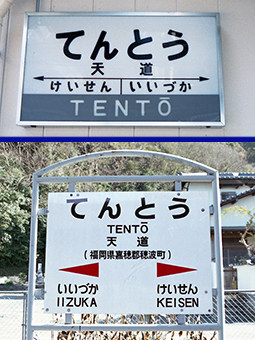 てんとう
天道
けいせん いいづか
TENTŌ
てんとう
TENTŌ
天道
(福岡県嘉穂郡穂波町)
いいづか けいせん
IIZUKA KEISEN